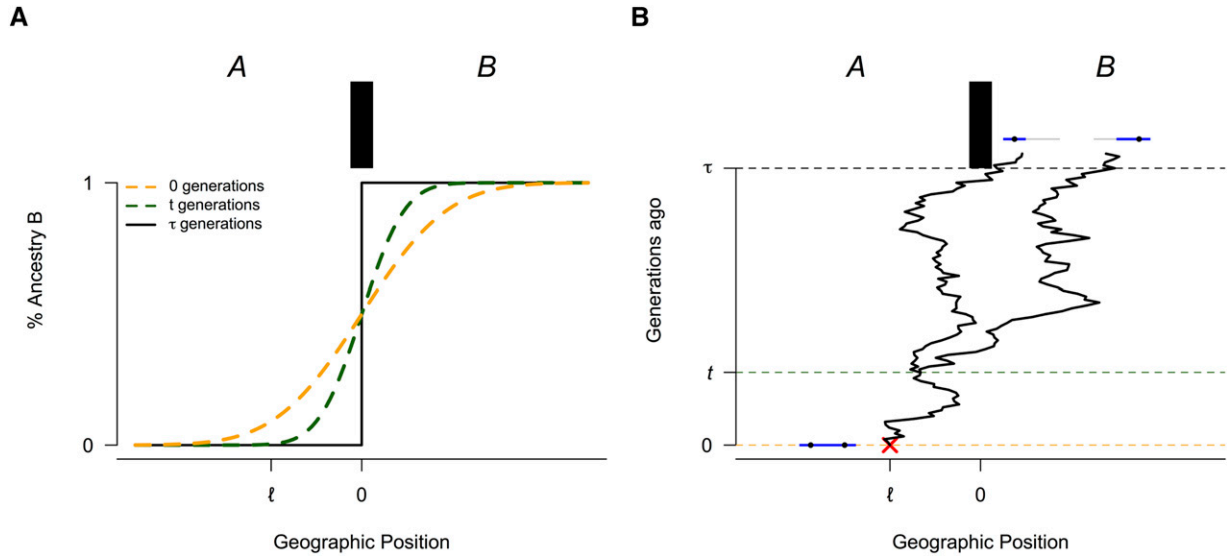 A
A B
1
0 generations
t generations
τ generations
% Ancestry B
0
ℓ 0
Geographic Position
B
A B
τ
Generations ago
t
0
ℓ 0
Geographic Position